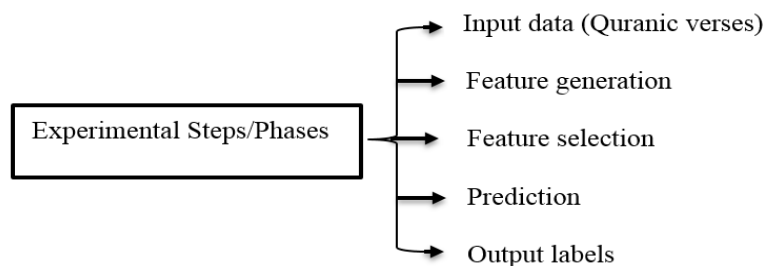 Experimental Steps/Phases
Input data (Quranic verses)
Feature generation
Feature selection
Prediction
Output labels